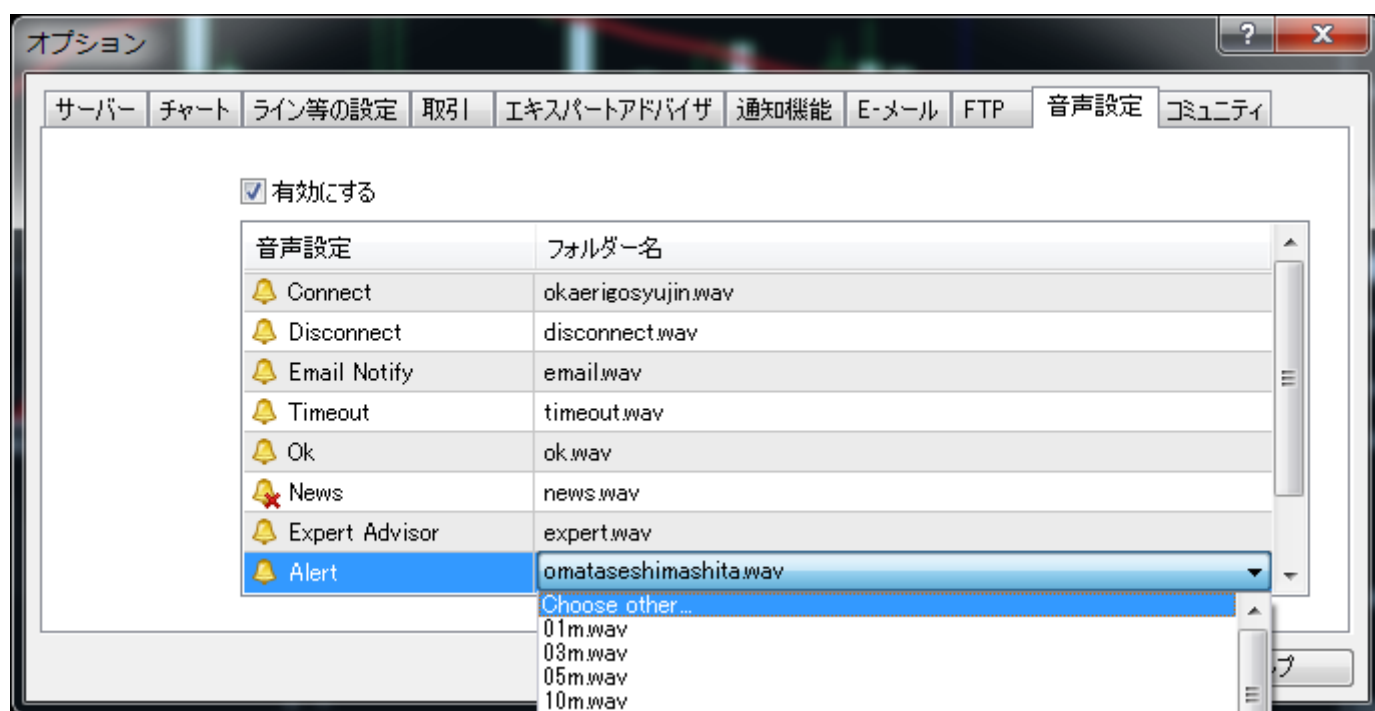 オプション
サーバー チャート ライン等の設定 取引 エキスパートアドバイザ 通知機能 E-メール FTP 音声設定 コミュニティ
有効にする
音声設定 フォルダー名
Connect okaerigosyujin.wav
Disconnect disconnect.wav
Email Notify email.wav
Timeout timeout.wav
Ok ok.wav
News news.wav
Expert Advisor expert.wav
Alert omataseshimashita.wav
Choose other...
01m.wav
03m.wav
05m.wav
10m.wav